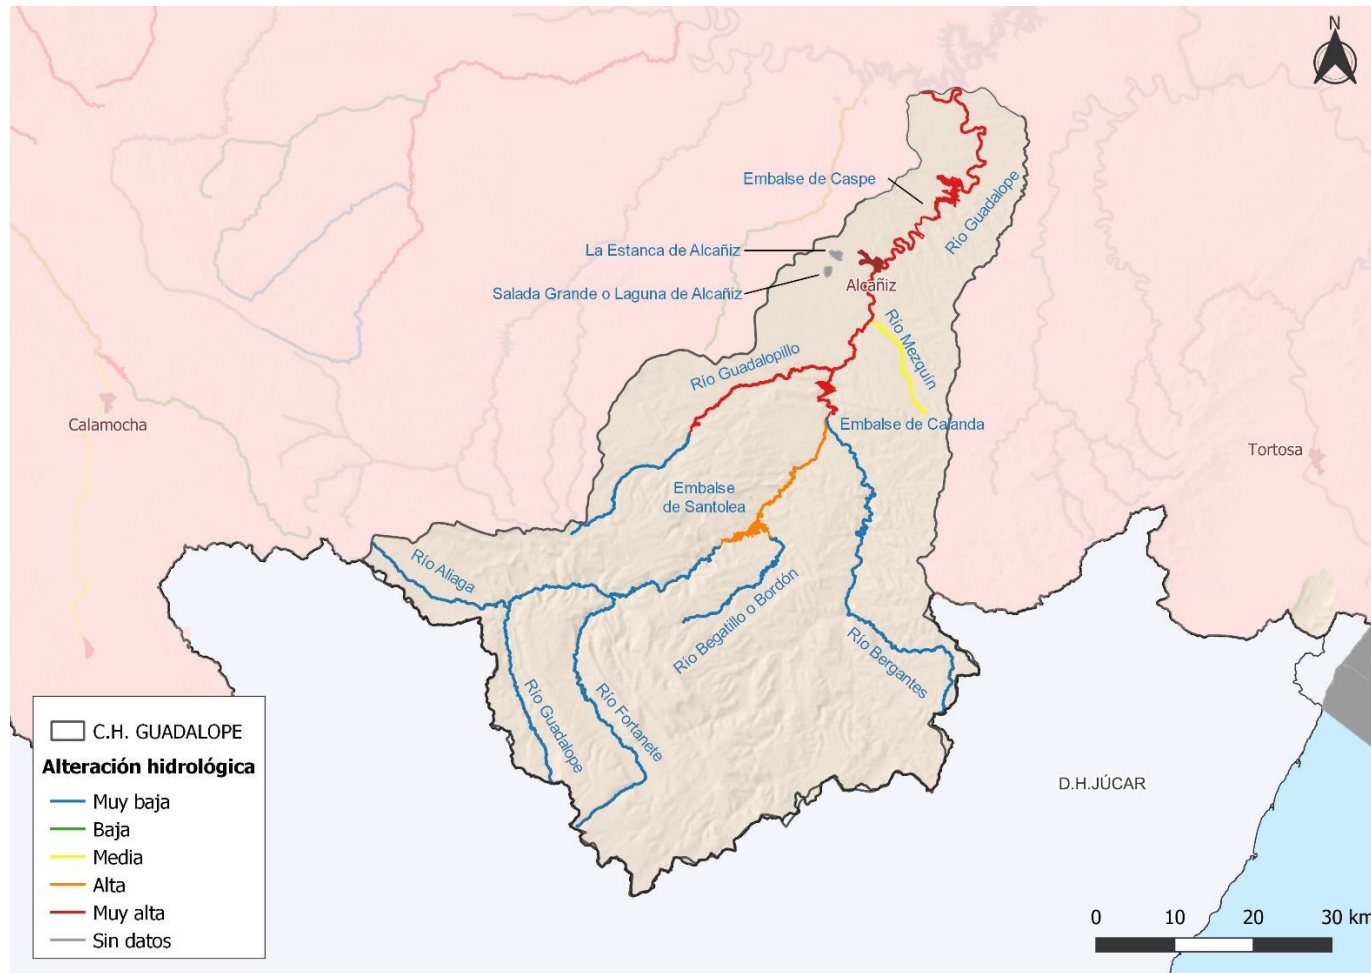 N
Embalse de Caspe
Río Guadalope
La Estanca de Alcañiz
Salada Grande o Laguna de Alcañiz
Alcañiz
Río Mezquín
Río Guadalopillo
Calamocha
Embalse de Calanda
Tortosa
Embalse
de Santolea
Río Aliaga
Río Begatillo o Bordón
Río Bergantes
Río Guadalope
Río Fortanete
D.H.JÚCAR
C.H. GUADALOPE
Alteración hidrológica
Muy baja
Baja
Media
Alta
Muy alta
Sin datos
0 10 20 30 km